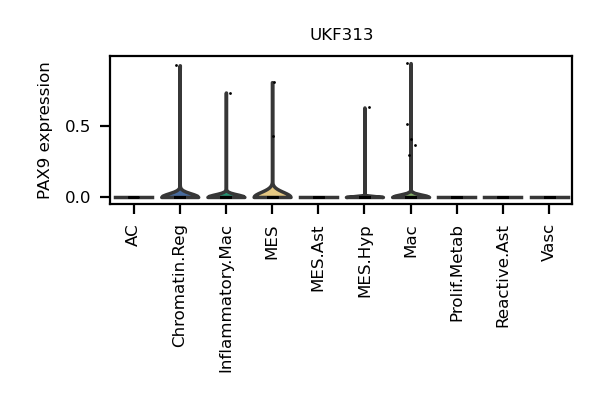 UKF313
PAX9 expression
0.5
0.0
AC
Chromatin.Reg
Inflammatory.Mac
MES
MES.Ast
MES.Hyp
Mac
Prolif.Metab
Reactive.Ast
Vasc